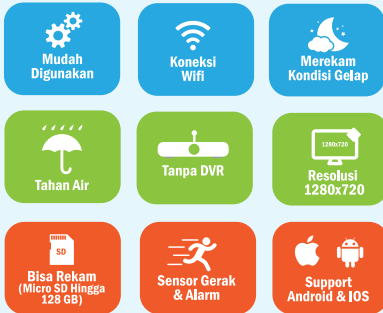 Mudah
Digunakan
Koneksi
Wifi
Merekam
Kondisi Gelap
Tahan Air
Tanpa DVR
1280x720
Resolusi
1280x720
SD
Bisa Rekam
(Micro SD Hingga
128 GB)
Sensor Gerak
& Alarm
Support
Android & IOS